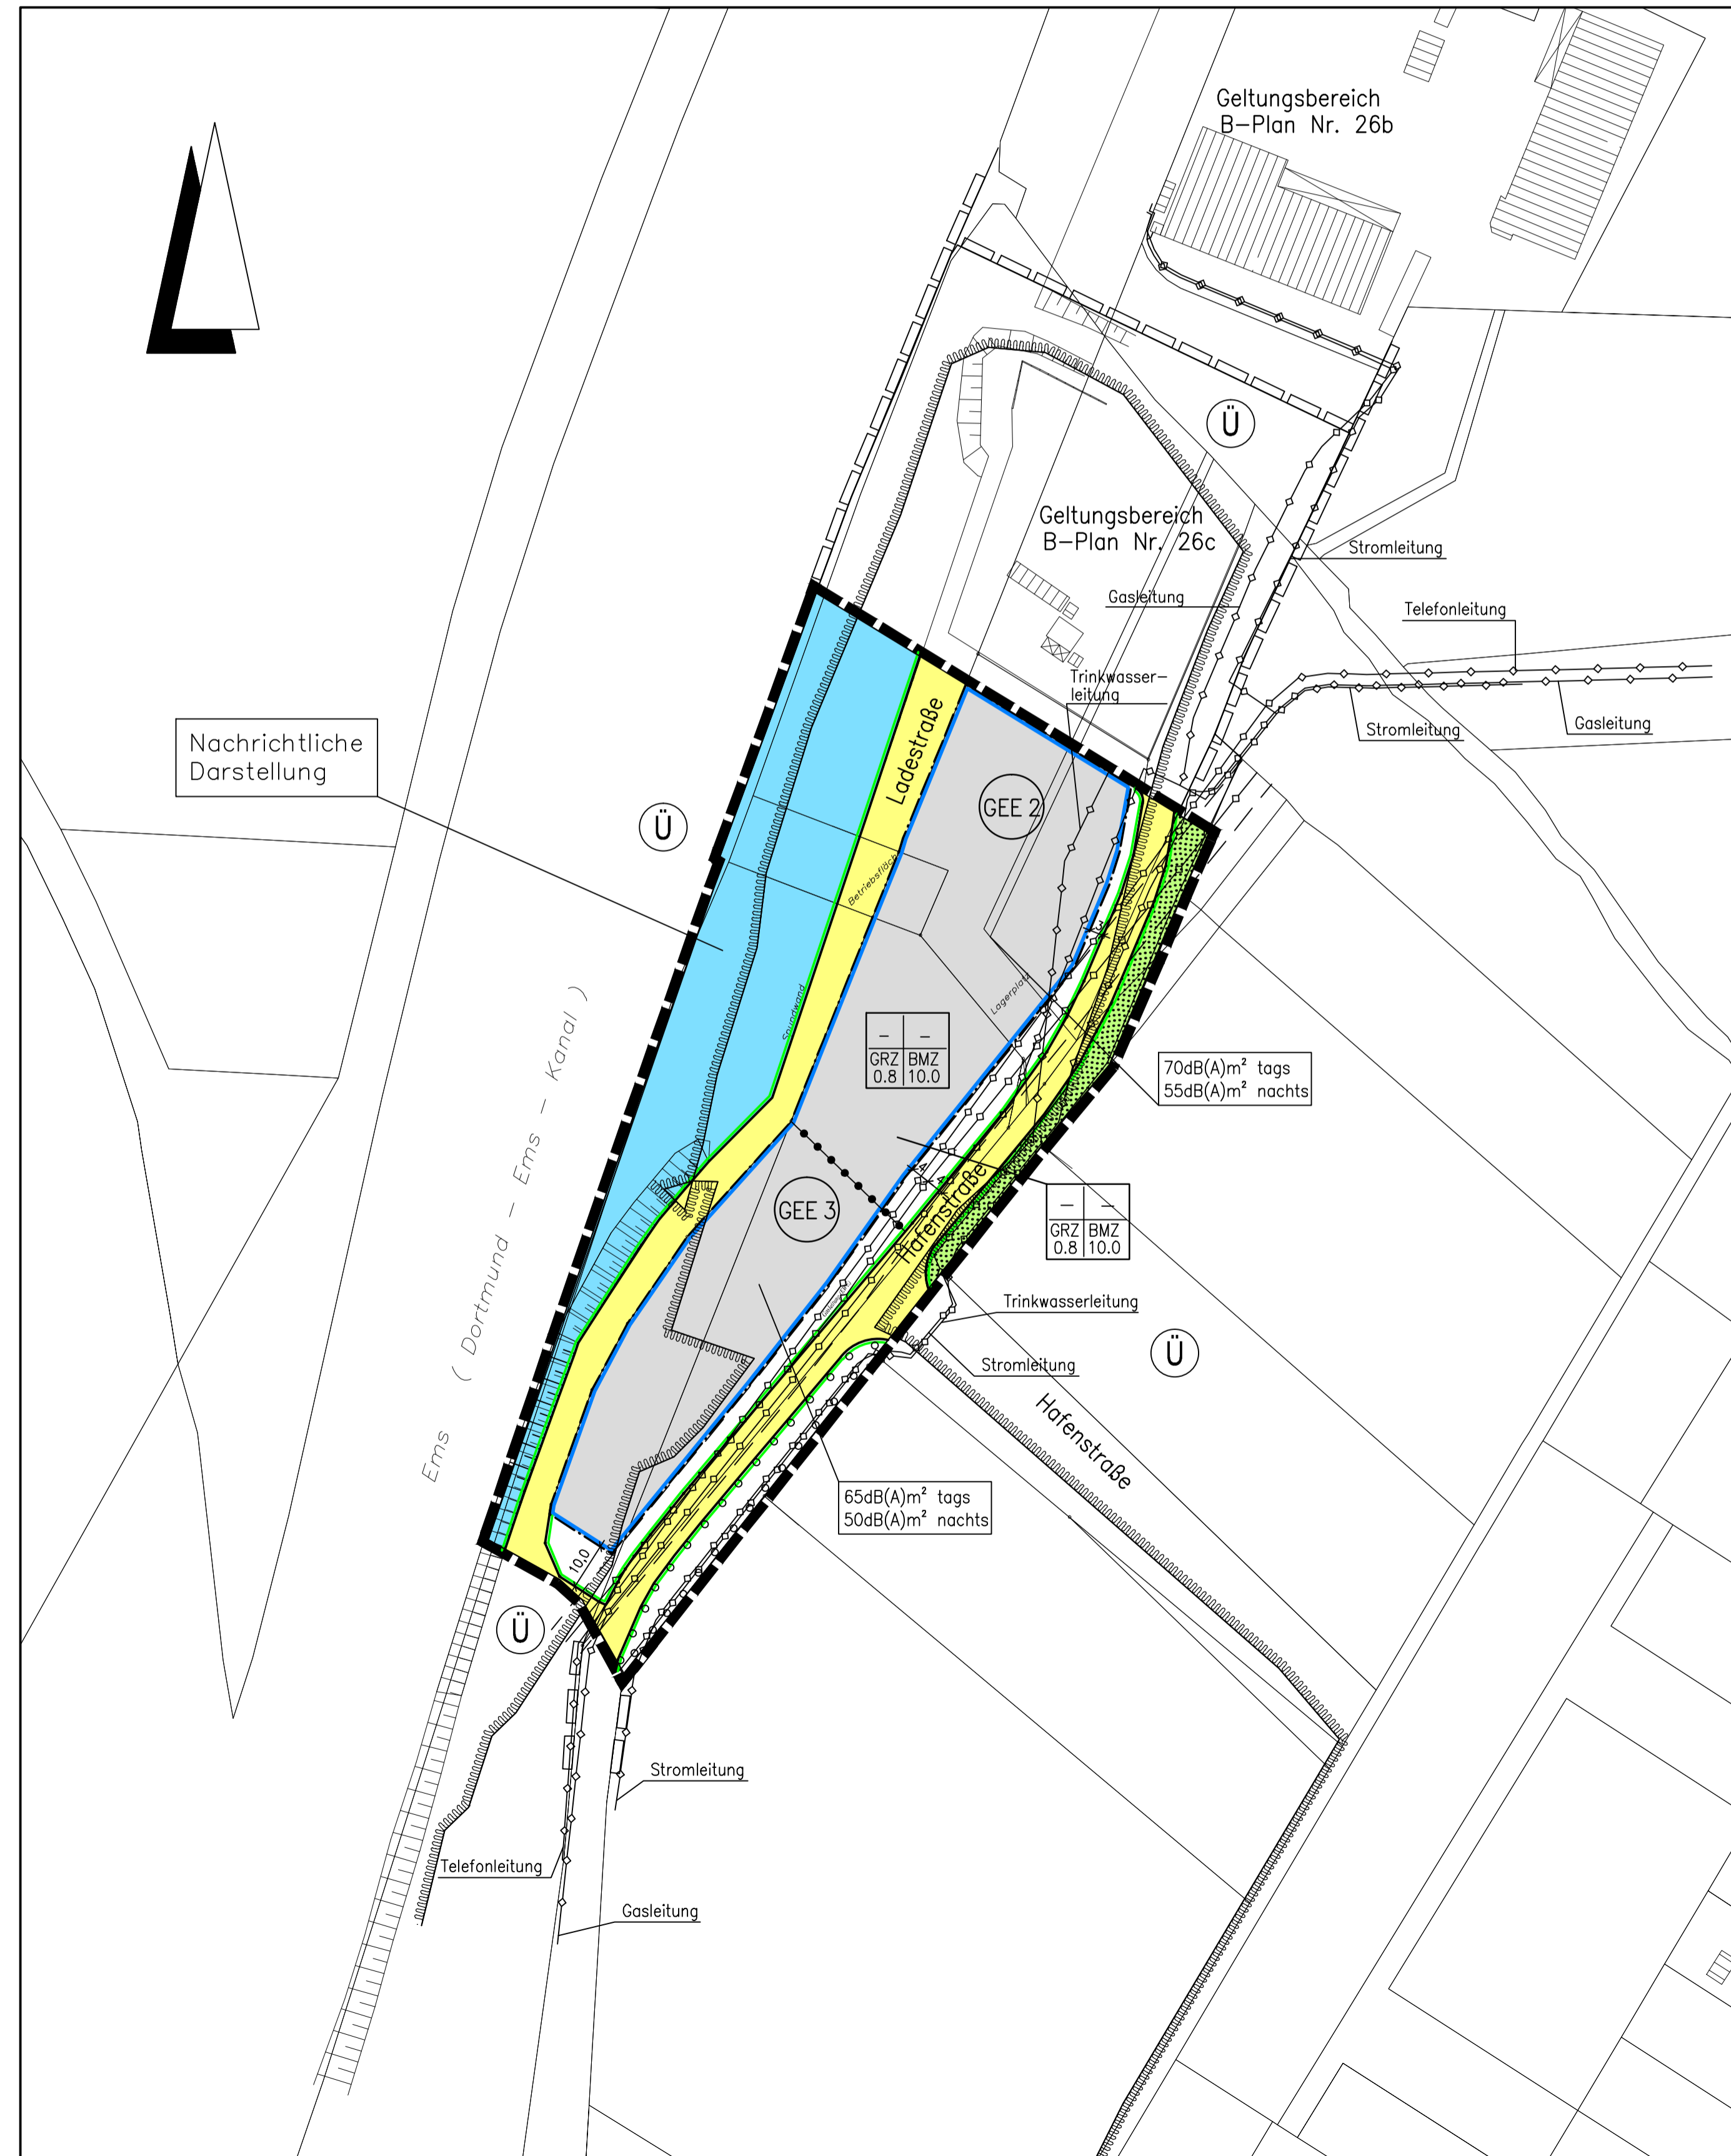 Geltungsbereich
B-Plan Nr. 26b
Ü
Geltungsbereich
B-Plan Nr. 26c
Stromleitung
Gasleitung
Telefonleitung
Trinkwasser-
leitung
Stromleitung
Gasleitung
Nachrichtliche
Darstellung
Ladestraße
GEE 2
Ü
Betriebsfläche
Lagerplatz
Spundwand
3
– –
GRZ BMZ
0.8 10.0
70dB(A)m² tags
55dB(A)m² nachts
Ems ( Dortmund – Ems – Kanal )
4
4
Hafenstraße
GEE 3
– –
GRZ BMZ
0.8 10.0
Trinkwasserleitung
Stromleitung
Ü
Hafenstraße
65dB(A)m² tags
50dB(A)m² nachts
10.0
Ü
Stromleitung
Telefonleitung
Gasleitung